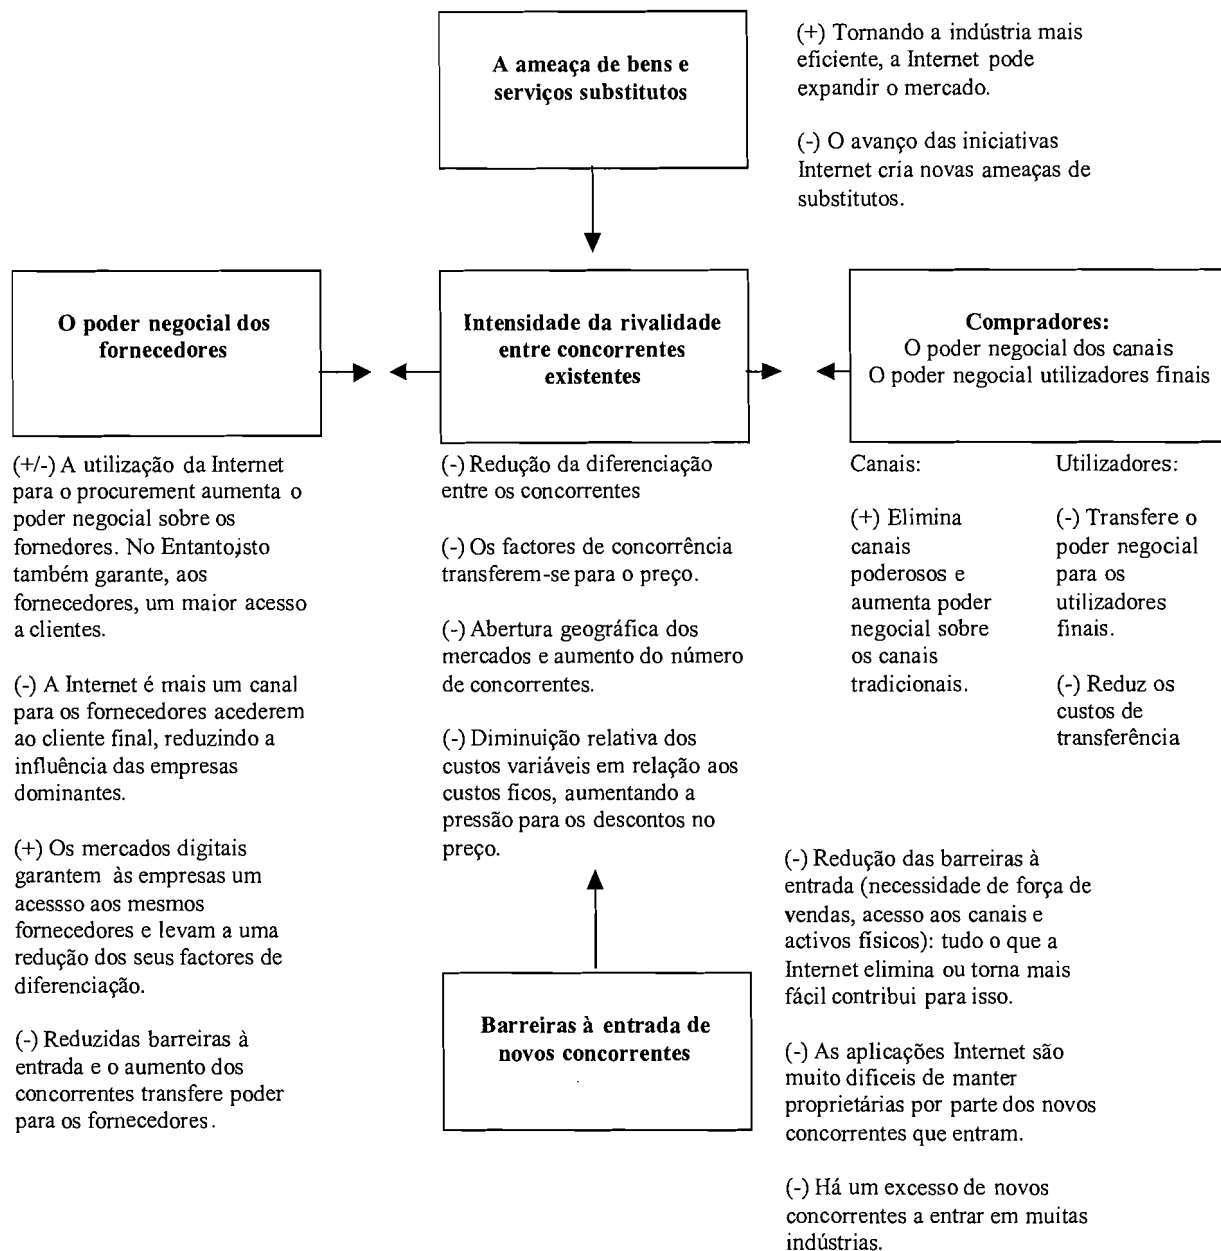 A ameaça de bens e
serviços substitutos
(+) Tornando a indústria mais
eficiente, a Internet pode
expandir o mercado.
(-) O avanço das iniciativas
Internet cria novas ameaças de
substitutos.
O poder negocial dos
fornecedores
Intensidade da rivalidade
entre concorrentes
existentes
Compradores:
O poder negocial dos canais
O poder negocial utilizadores finais
(+/-) A utilização da Internet
para o procurement aumenta o
poder negocial sobre os
fornedores. No Entanto,isto
também garante, aos
fornecedores, um maior acesso
a clientes.
(-) A Internet é mais um canal
para os fornecedores acederem
ao cliente final, reduzindo a
influência das empresas
dominantes.
(+) Os mercados digitais
garantem às empresas um
acessso aos mesmos
fornecedores e levam a uma
redução dos seus factores de
diferenciação.
(-) Reduzidas barreiras à
entrada e o aumento dos
concorrentes transfere poder
para os fornecedores.
(-) Redução da diferenciação
entre os concorrentes
(-) Os factores de concorrência
transferem-se para o preço.
(-) Abertura geográfica dos
mercados e aumento do número
de concorrentes.
(-) Diminuição relativa dos
custos variáveis em relação aos
custos ficos, aumentando a
pressão para os descontos no
preço.
Canais:
(+) Elimina
canais
poderosos e
aumenta poder
negocial sobre
os canais
tradicionais.
Utilizadores:
(-) Transfere o
poder negocial
para os
utilizadores
finais.
(-) Reduz os
custos de
transferência
Barreiras à entrada de
novos concorrentes
(-) Redução das barreiras à
entrada (necessidade de força de
vendas, acesso aos canais e
activos físicos): tudo o que a
Internet elimina ou torna mais
fácil contribui para isso.
(-) As aplicações Internet são
muito dificeis de manter
proprietárias por parte dos novos
concorrentes que entram.
(-) Há um excesso de novos
concorrentes a entrar em muitas
indústrias.